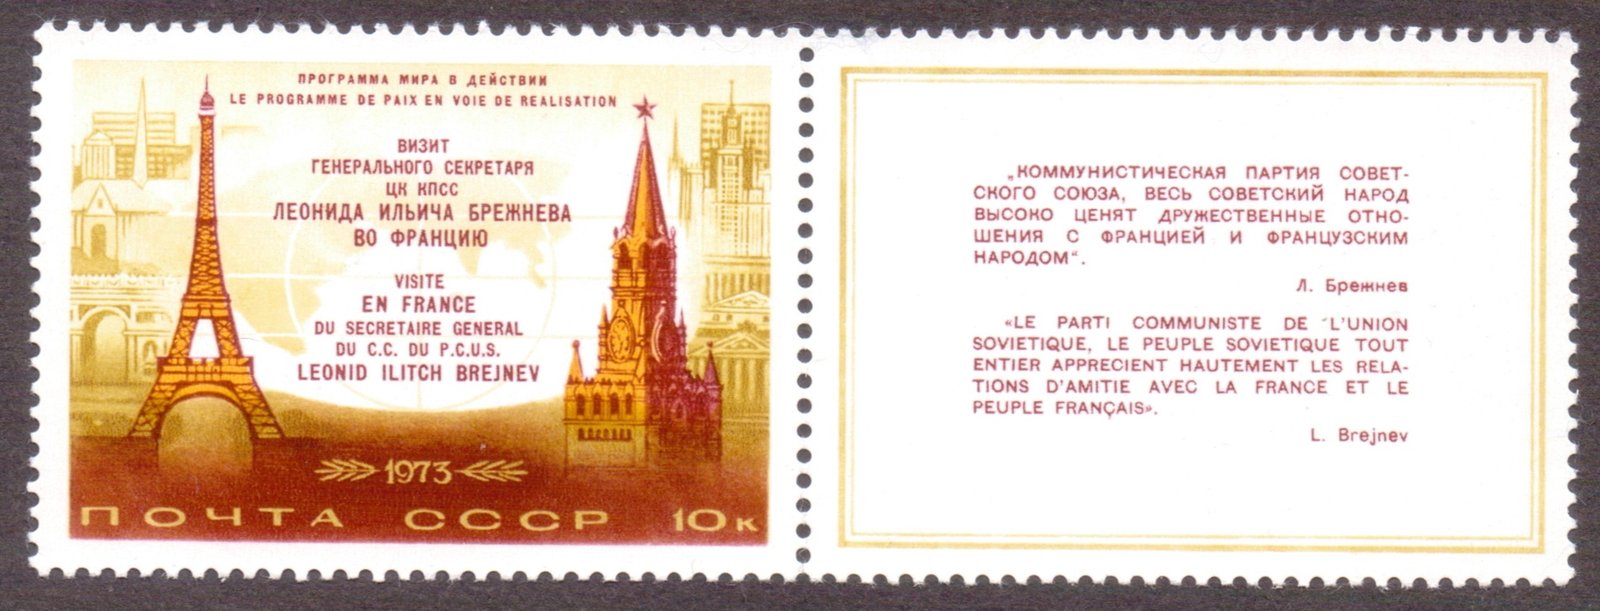 ПРОГРАММА МИРА В ДЕЙСТВИИ
LE PROGRAMME DE PAIX EN VOIE DE REALISATION
ВИЗИТ
ГЕНЕРАЛЬНОГО СЕКРЕТАРЯ
ЦК КПСС
ЛЕОНИДА ИЛЬИЧА БРЕЖНЕВА
ВО ФРАНЦИЮ
VISITE
EN FRANCE
DU SECRETAIRE GENERAL
DU C.C. DU P.C.U.S.
LEONID ILITCH BREJNEV
1973
ПОЧТА СССР 10к
„КОММУНИСТИЧЕСКАЯ ПАРТИЯ СОВЕТ-
СКОГО СОЮЗА, ВЕСЬ СОВЕТСКИЙ НАРОД
ВЫСОКО ЦЕНЯТ ДРУЖЕСТВЕННЫЕ ОТНО-
ШЕНИЯ С ФРАНЦИЕЙ И ФРАНЦУЗСКИМ
НАРОДОМ“.
Л. Брежнев
«LE PARTI COMMUNISTE DE L'UNION
SOVIETIQUE, LE PEUPLE SOVIETIQUE TOUT
ENTIER APPRECIENT HAUTEMENT LES RELA-
TIONS D'AMITIE AVEC LA FRANCE ET LE
PEUPLE FRANÇAIS».
L. Brejnev